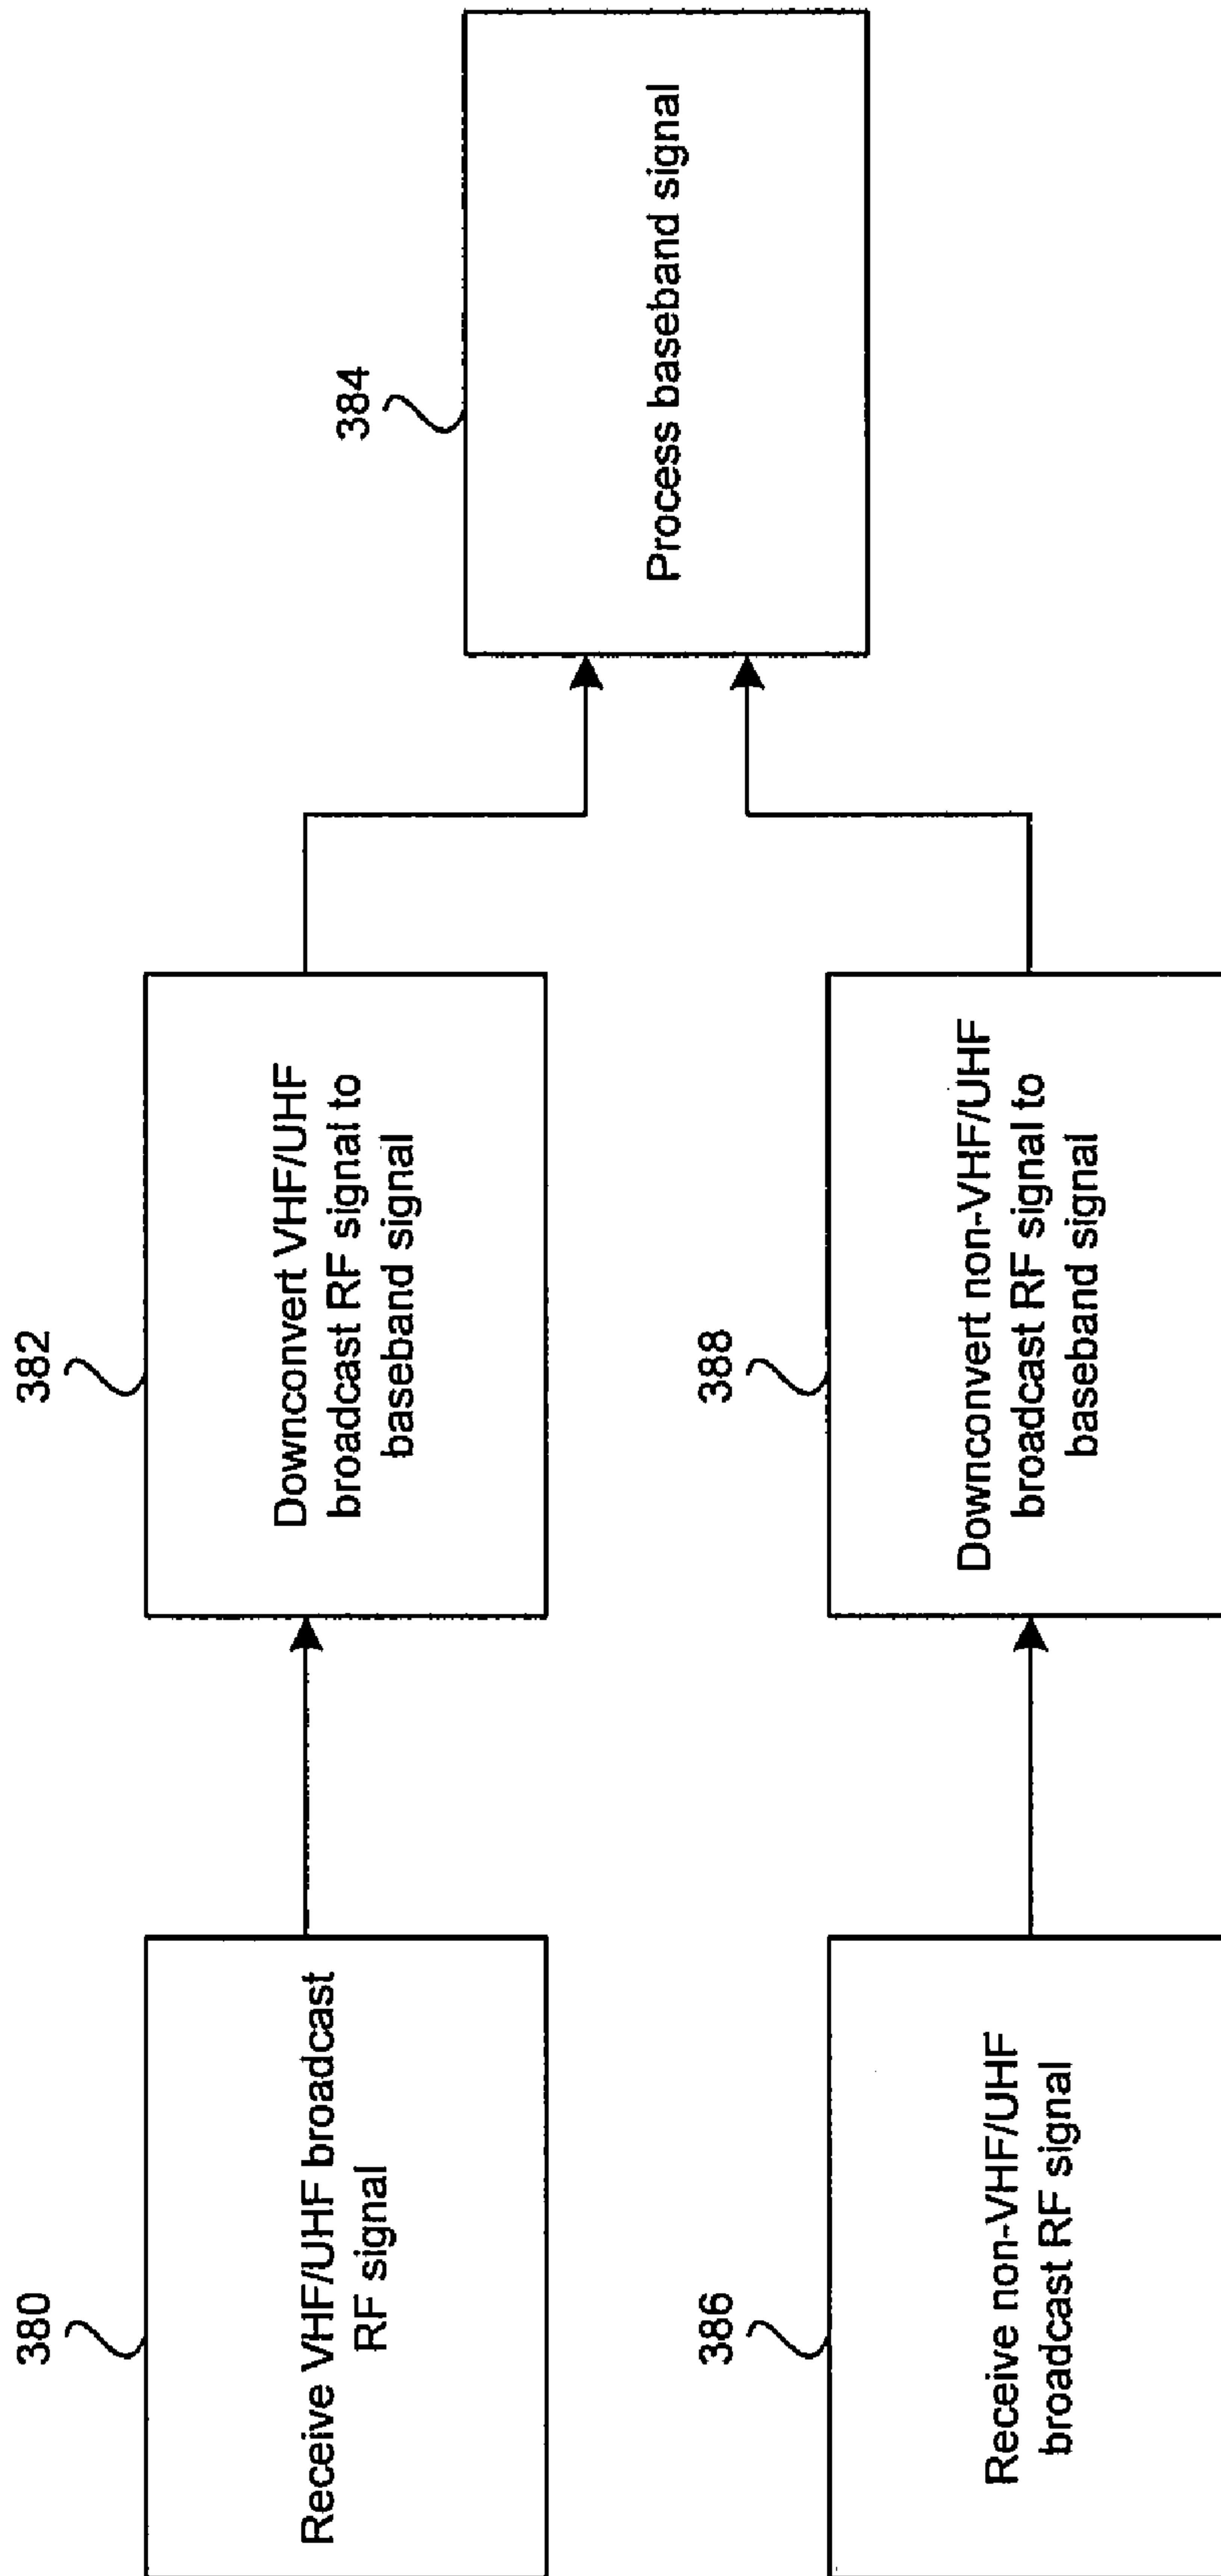 380
Receive VHF/UHF broadcast
RF signal
382
Downconvert VHF/UHF
broadcast RF signal to
baseband signal
384
Process baseband signal
386
Receive non-VHF/UHF
broadcast RF signal
388
Downconvert non-VHF/UHF
broadcast RF signal to
baseband signal